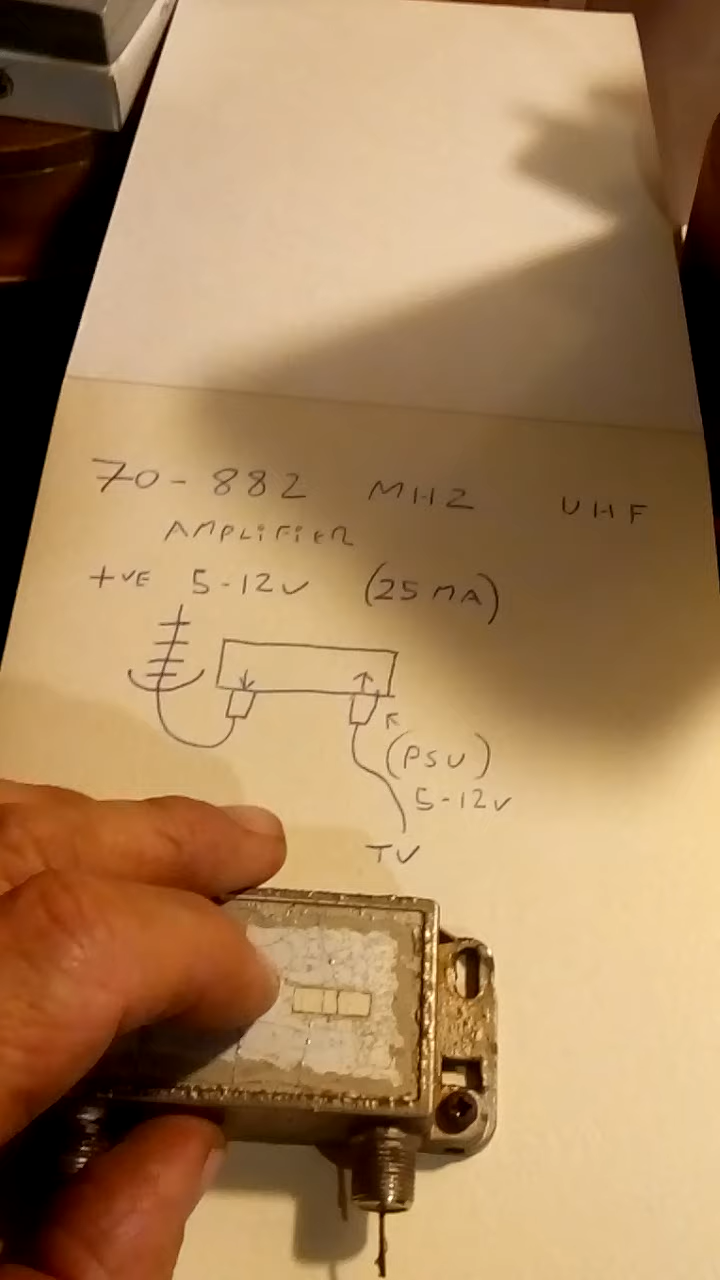 70-882 MHZ UHF
AMPLIFIER
+VE 5-12V (25MA)
(PSU)
5-12V
TV